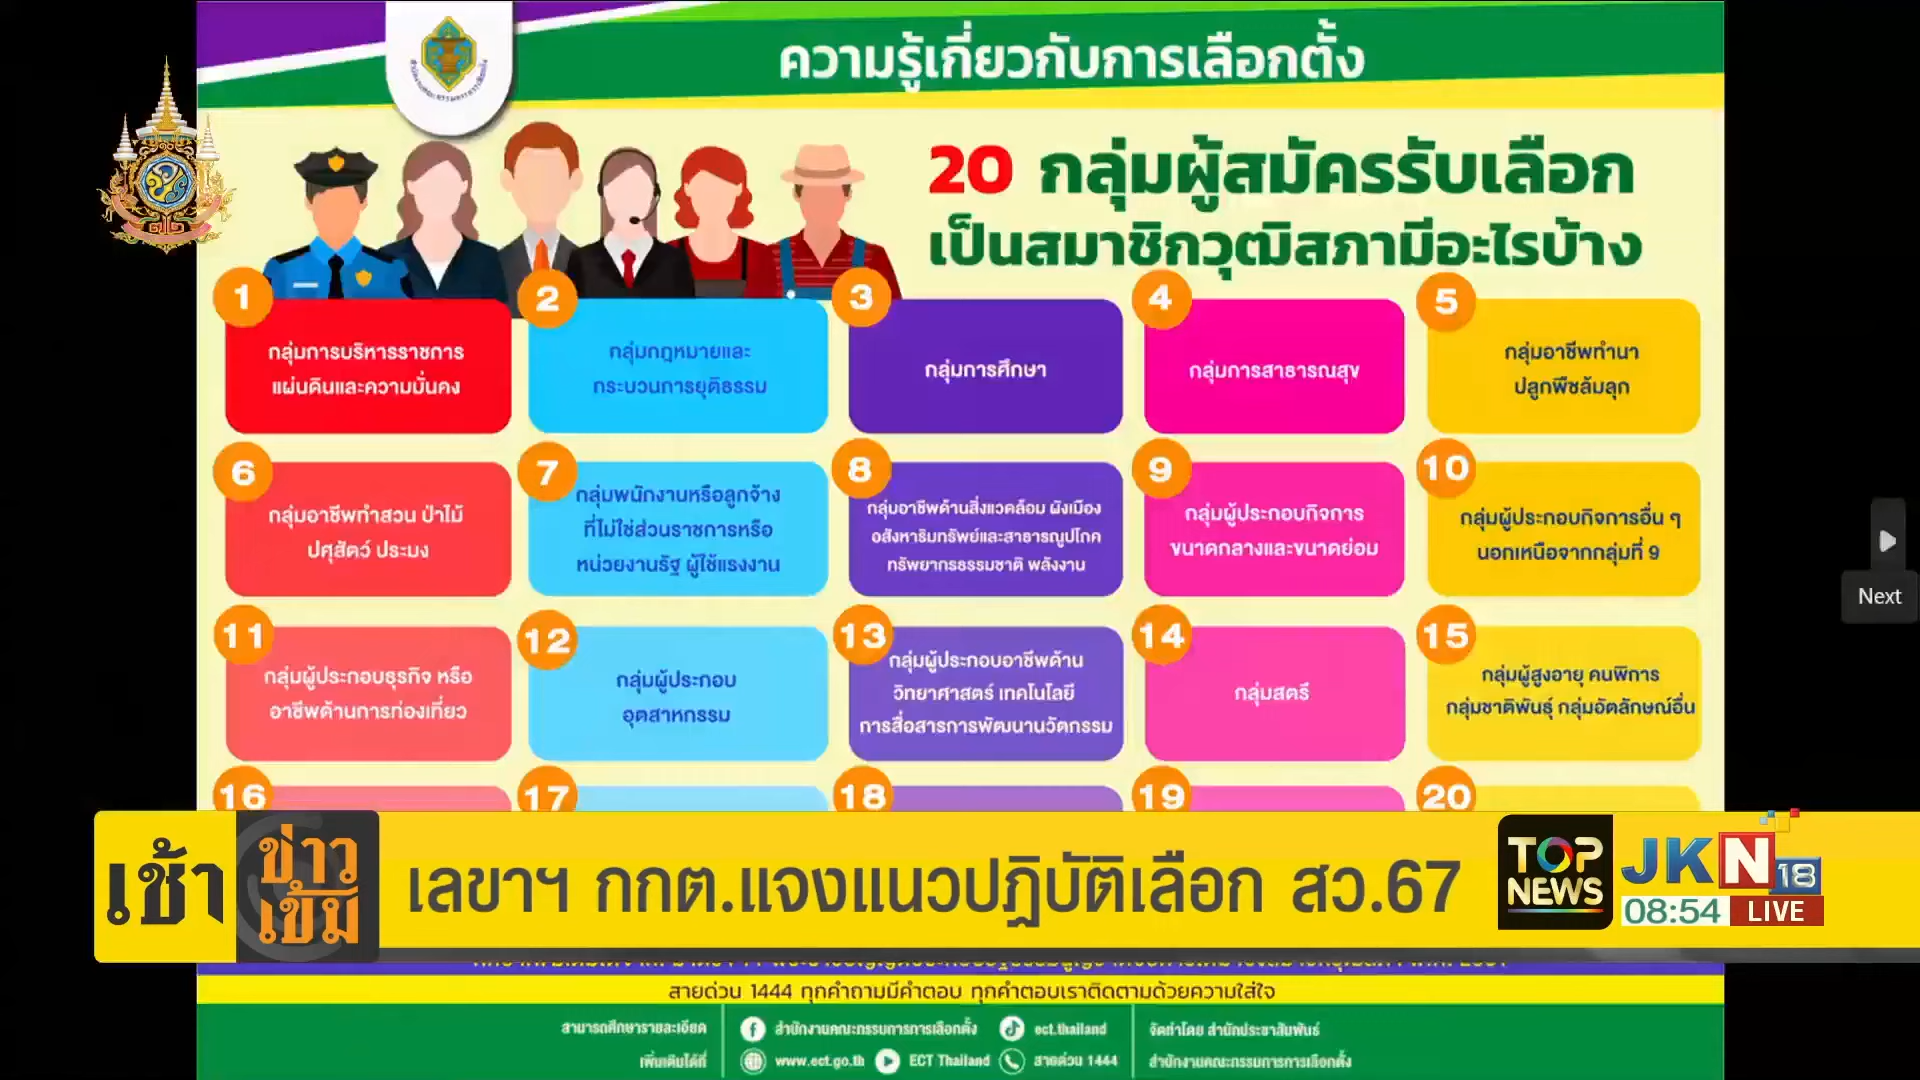 ความรู้เกี่ยวกับการเลือกตั้ง
20 กลุ่มผู้สมัครรับเลือก
เป็นสมาชิกวุฒิสภามีอะไรบ้าง
1
กลุ่มการบริหารราชการ
แผ่นดินและความมั่นคง
2
กลุ่มกฎหมายและ
กระบวนการยุติธรรม
3
กลุ่มการศึกษา
4
กลุ่มการสาธารณสุข
5
กลุ่มอาชีพทำนา
ปลูกพืชล้มลุก
6
กลุ่มอาชีพทำสวน ป่าไม้
ปศุสัตว์ ประมง
7
กลุ่มพนักงานหรือลูกจ้าง
ที่ไม่ใช่ส่วนราชการหรือ
หน่วยงานรัฐ ผู้ใช้แรงงาน
8
กลุ่มอาชีพด้านสิ่งแวดล้อม ผังเมือง
อสังหาริมทรัพย์และสาธารณูปโภค
ทรัพยากรธรรมชาติ พลังงาน
9
กลุ่มผู้ประกอบกิจการ
ขนาดกลางและขนาดย่อม
10
กลุ่มผู้ประกอบกิจการอื่น ๆ
นอกเหนือจากกลุ่มที่ 9
11
กลุ่มผู้ประกอบธุรกิจ หรือ
อาชีพด้านการท่องเที่ยว
12
กลุ่มผู้ประกอบ
อุตสาหกรรม
13
กลุ่มผู้ประกอบอาชีพด้าน
วิทยาศาสตร์ เทคโนโลยี
การสื่อสารการพัฒนานวัตกรรม
14
กลุ่มสตรี
15
กลุ่มผู้สูงอายุ คนพิการ
กลุ่มชาติพันธุ์ กลุ่มอัตลักษณ์อื่น
16
17
18
19
20
Next
เช้า
ข่าว
เข้ม
เลขาฯ กกต.แจงแนวปฎิบัติเลือก สว.67
TOP
NEWS
JKN18
08:54 LIVE
สายด่วน 1444 ทุกคำถามมีคำตอบ ทุกคำตอบเราติดตามด้วยความใส่ใจ
สามารถศึกษารายละเอียด
เพิ่มเติมได้ที่
สำนักงานคณะกรรมการการเลือกตั้ง
ect.thailand
www.ect.go.th
ECT Thailand
สายด่วน 1444
จัดทำโดย สำนักประชาสัมพันธ์
สำนักงานคณะกรรมการการเลือกตั้ง